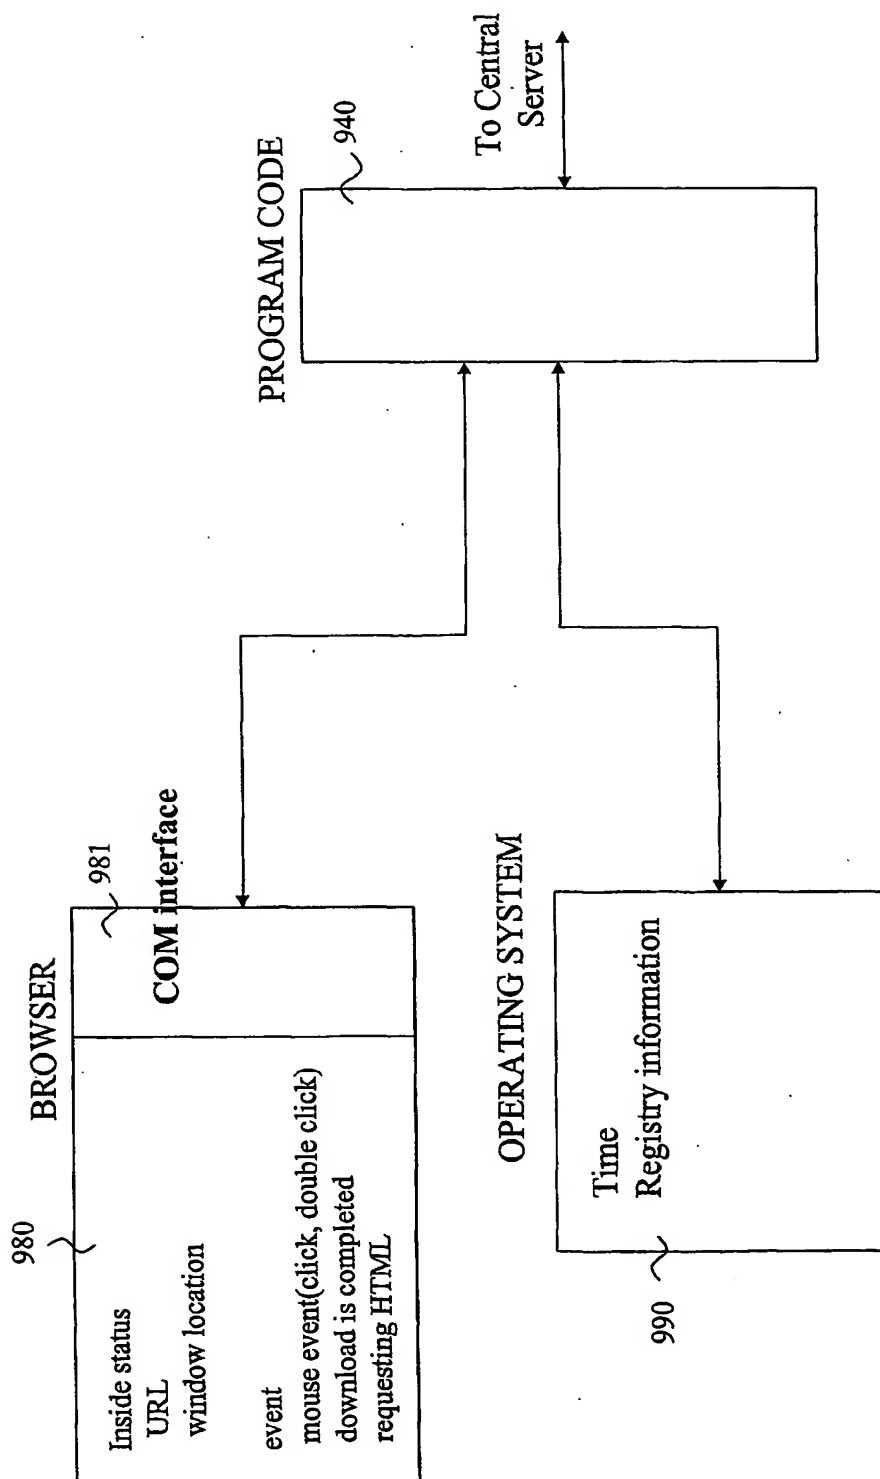 BROWSER
980
981
Inside status
URL
window location
event
mouse event(click, double click)
download is completed
requesting HTML
COM interface
PROGRAM CODE
940
To Central
Server
OPERATING SYSTEM
Time
Registry information
990